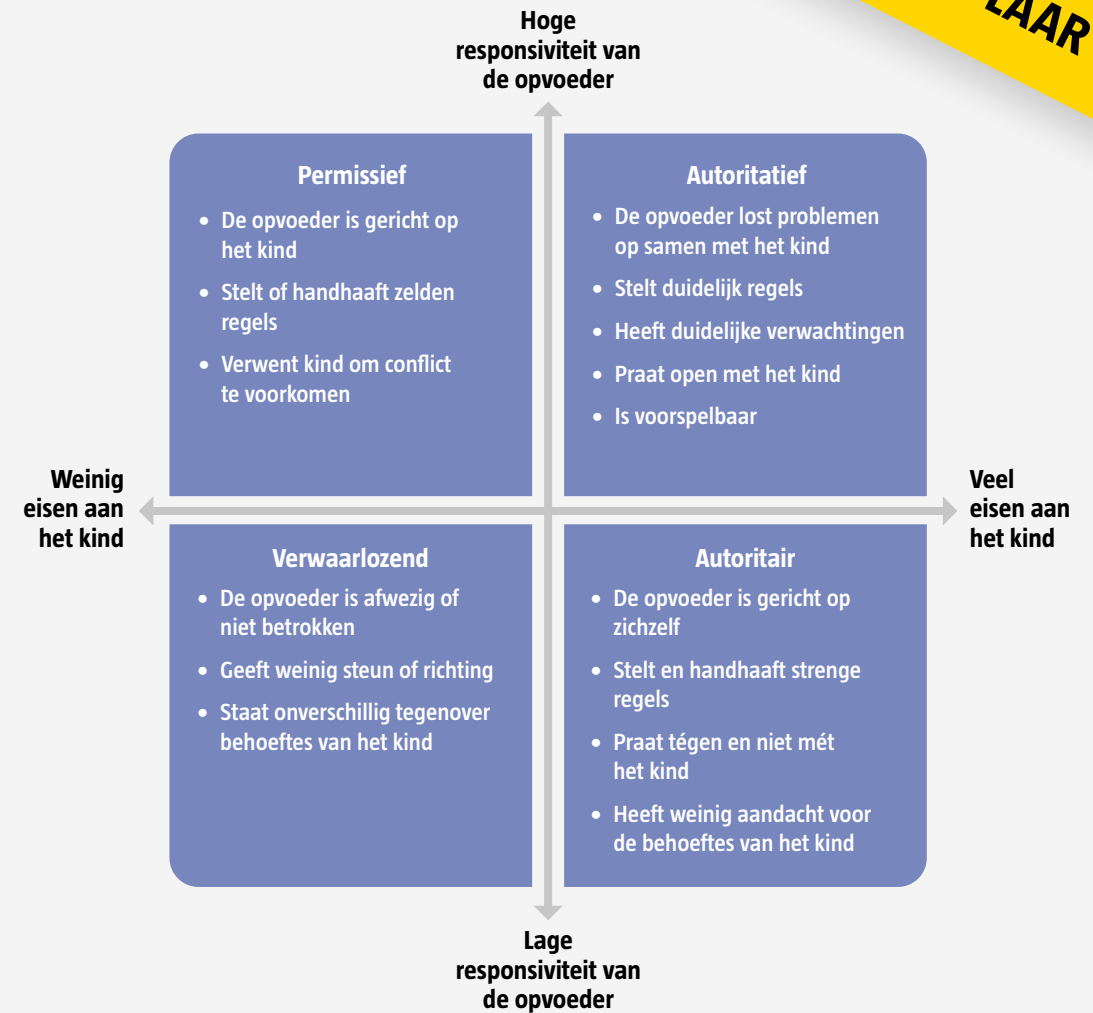 LAAR
Hoge
responsiviteit van
de opvoeder
Permissief
• De opvoeder is gericht op
het kind
• Stelt of handhaaft zelden
regels
• Verwent kind om conflict
te voorkomen
Autoritatief
• De opvoeder lost problemen
op samen met het kind
• Stelt duidelijk regels
• Heeft duidelijke verwachtingen
• Praat open met het kind
• Is voorspelbaar
Weinig
eisen aan
het kind
Veel
eisen aan
het kind
Verwaarlozend
• De opvoeder is afwezig of
niet betrokken
• Geeft weinig steun of richting
• Staat onverschillig tegenover
behoeftes van het kind
Autoritair
• De opvoeder is gericht op
zichzelf
• Stelt en handhaaft strenge
regels
• Praat tégen en niet mét
het kind
• Heeft weinig aandacht voor
de behoeftes van het kind
Lage
responsiviteit van
de opvoeder